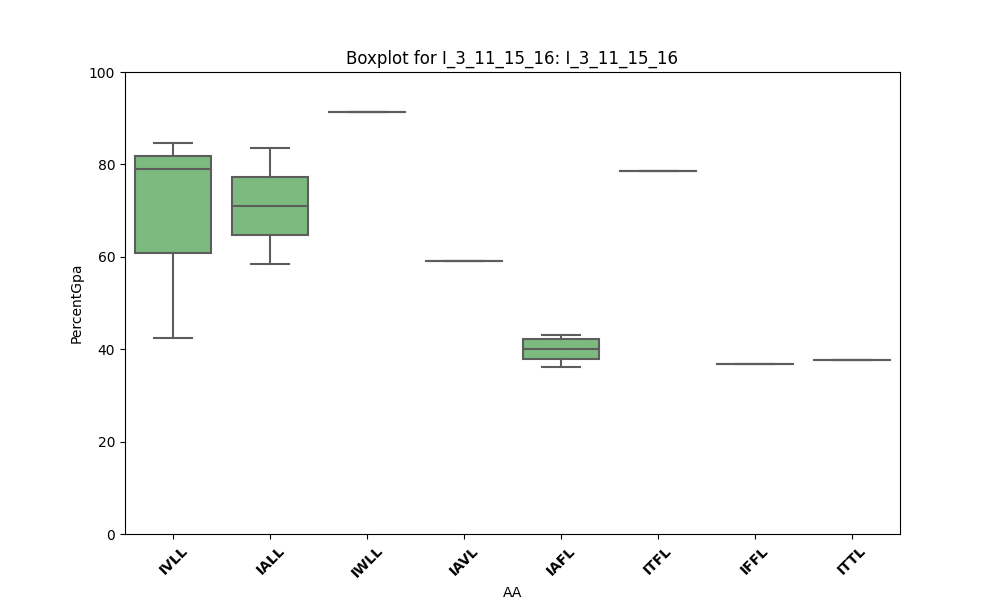 Boxplot for I_3_11_15_16: I_3_11_15_16
100
80
60
40
20
0
PercentGpa
IVLL
IALL
IWLL
IAVL
IAFL
ITFL
IFFL
ITTL
AA